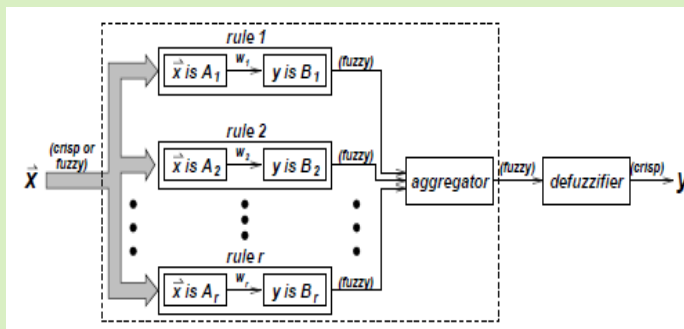 rule 1
x⃗ is A₁
w₁
y is B₁
(fuzzy)
rule 2
x⃗ is A₂
w₂
y is B₂
(fuzzy)
(crisp or
fuzzy)
X⃗
aggregator
(fuzzy)
defuzzifier
(crisp)
y
rule r
x⃗ is Aᵣ
wᵣ
y is Bᵣ
(fuzzy)